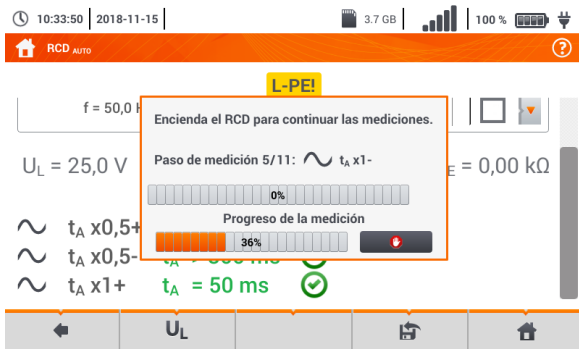 10:33:50 2018-11-15 3.7 GB 100 %
RCD AUTO ?
L-PE!
f = 50,0
Encienda el RCD para continuar las mediciones.
Paso de medición 5/11: tA x1-
0%
Progreso de la medición
36%
UL = 25,0 V E = 0,00 kΩ
tA x0,5+
tA x0,5-
tA x1+ tA = 50 ms
UL